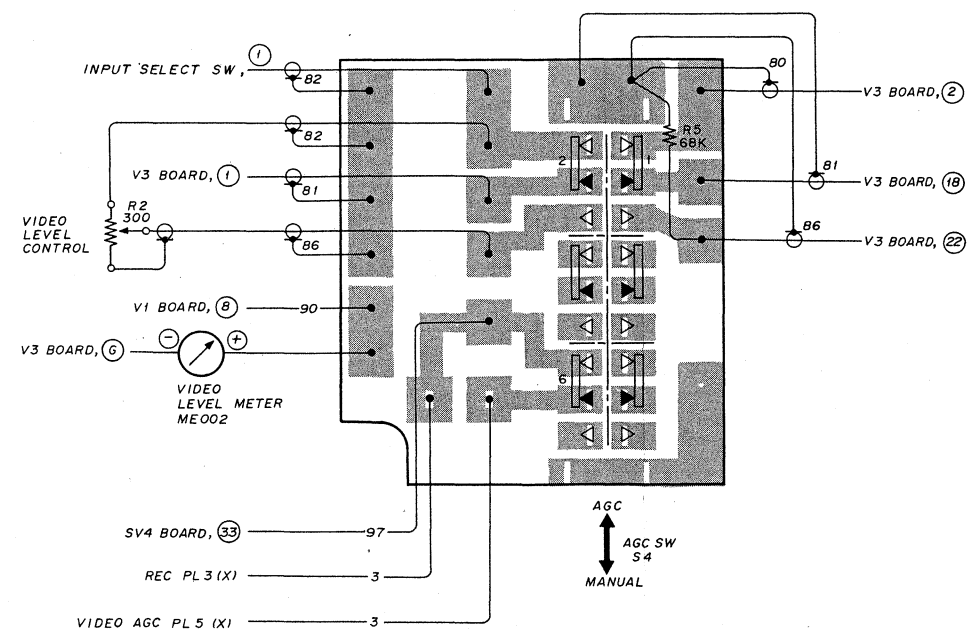 INPUT SELECT SW, 1
82
82
V3 BOARD, 1
81
R2
300
VIDEO
LEVEL
CONTROL
86
V1 BOARD, 8
90
V3 BOARD, G
−
+
VIDEO
LEVEL METER
ME002
80
V3 BOARD, 2
R5
68K
2
1
81
V3 BOARD, 18
86
V3 BOARD, 22
6
SV4 BOARD, 33
97
REC PL3 (X)
3
VIDEO AGC PL5 (X)
3
AGC
AGC SW
S4
MANUAL